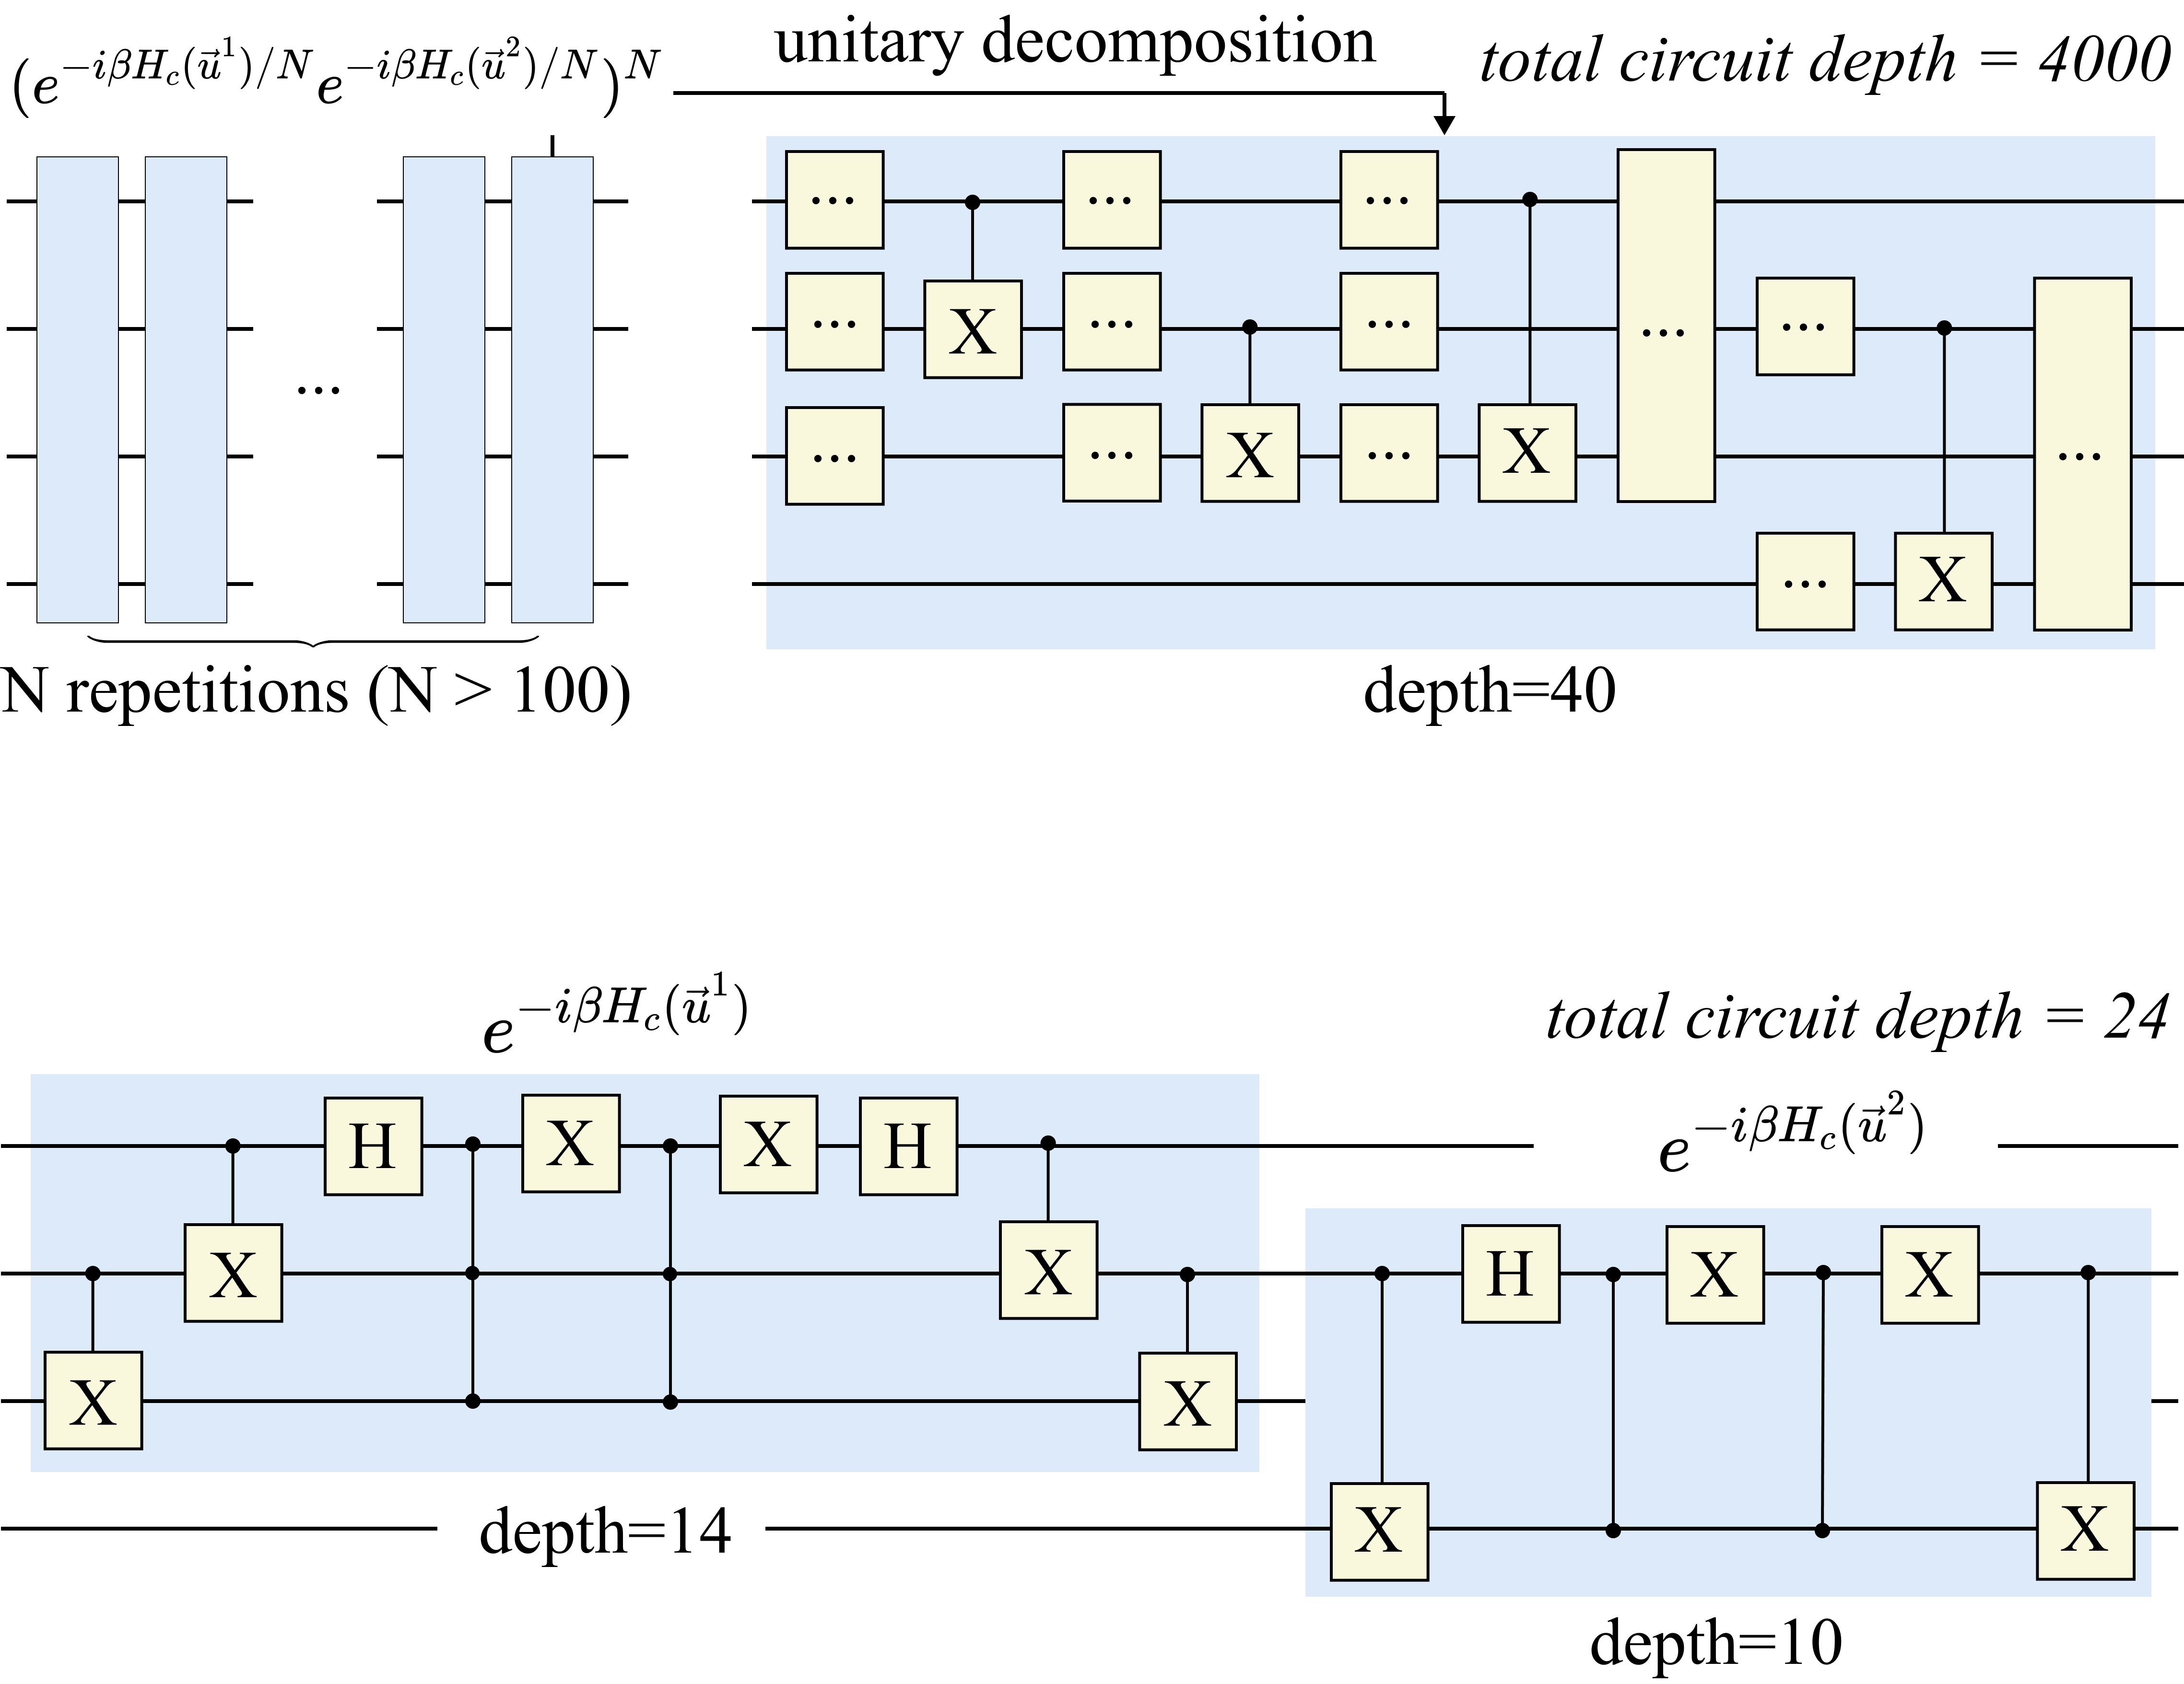 (e^{-iβH_c(\vec{u}^1)/N} e^{-iβH_c(\vec{u}^2)/N})^N
unitary decomposition
total circuit depth = 4000
... ... ...
X
... ... ... ...
X X
... ... ...
...
...
... X
...
N repetitions (N > 100)
depth=40
e^{-iβH_c(\vec{u}^1)}
total circuit depth = 24
e^{-iβH_c(\vec{u}^2)}
H X X H
X X H X X
X X
X X
depth=14
depth=10